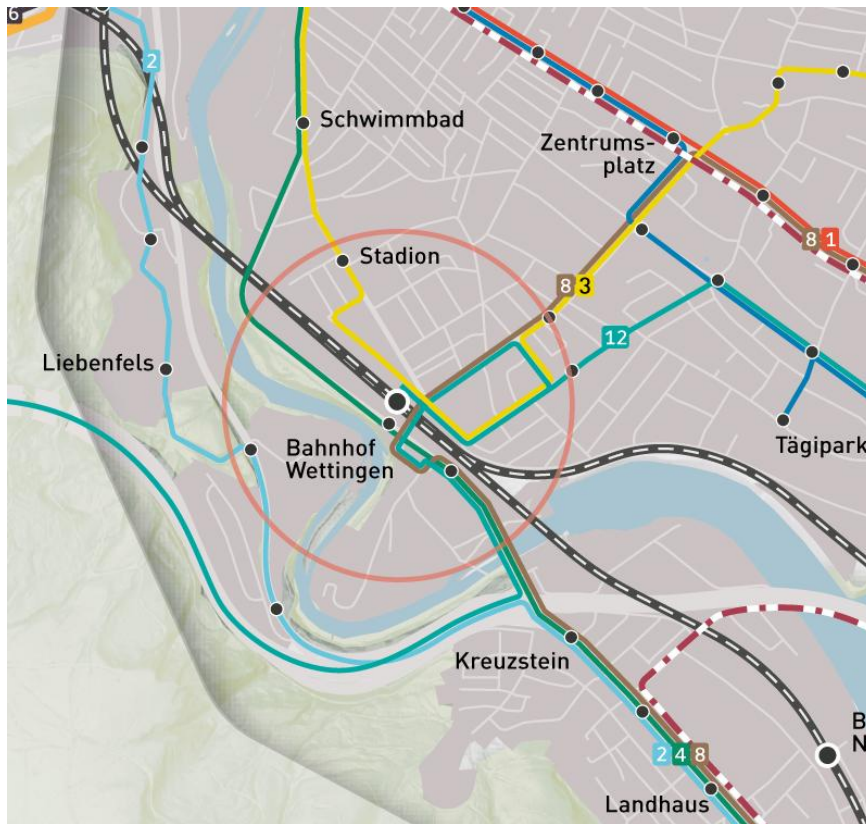 6
2
Schwimmbad
Zentrums-
platz
8 1
Stadion
8 3
12
Liebenfels
Bahnhof
Wettingen
Tägipark
Kreuzstein
B
N
2 4 8
Landhaus